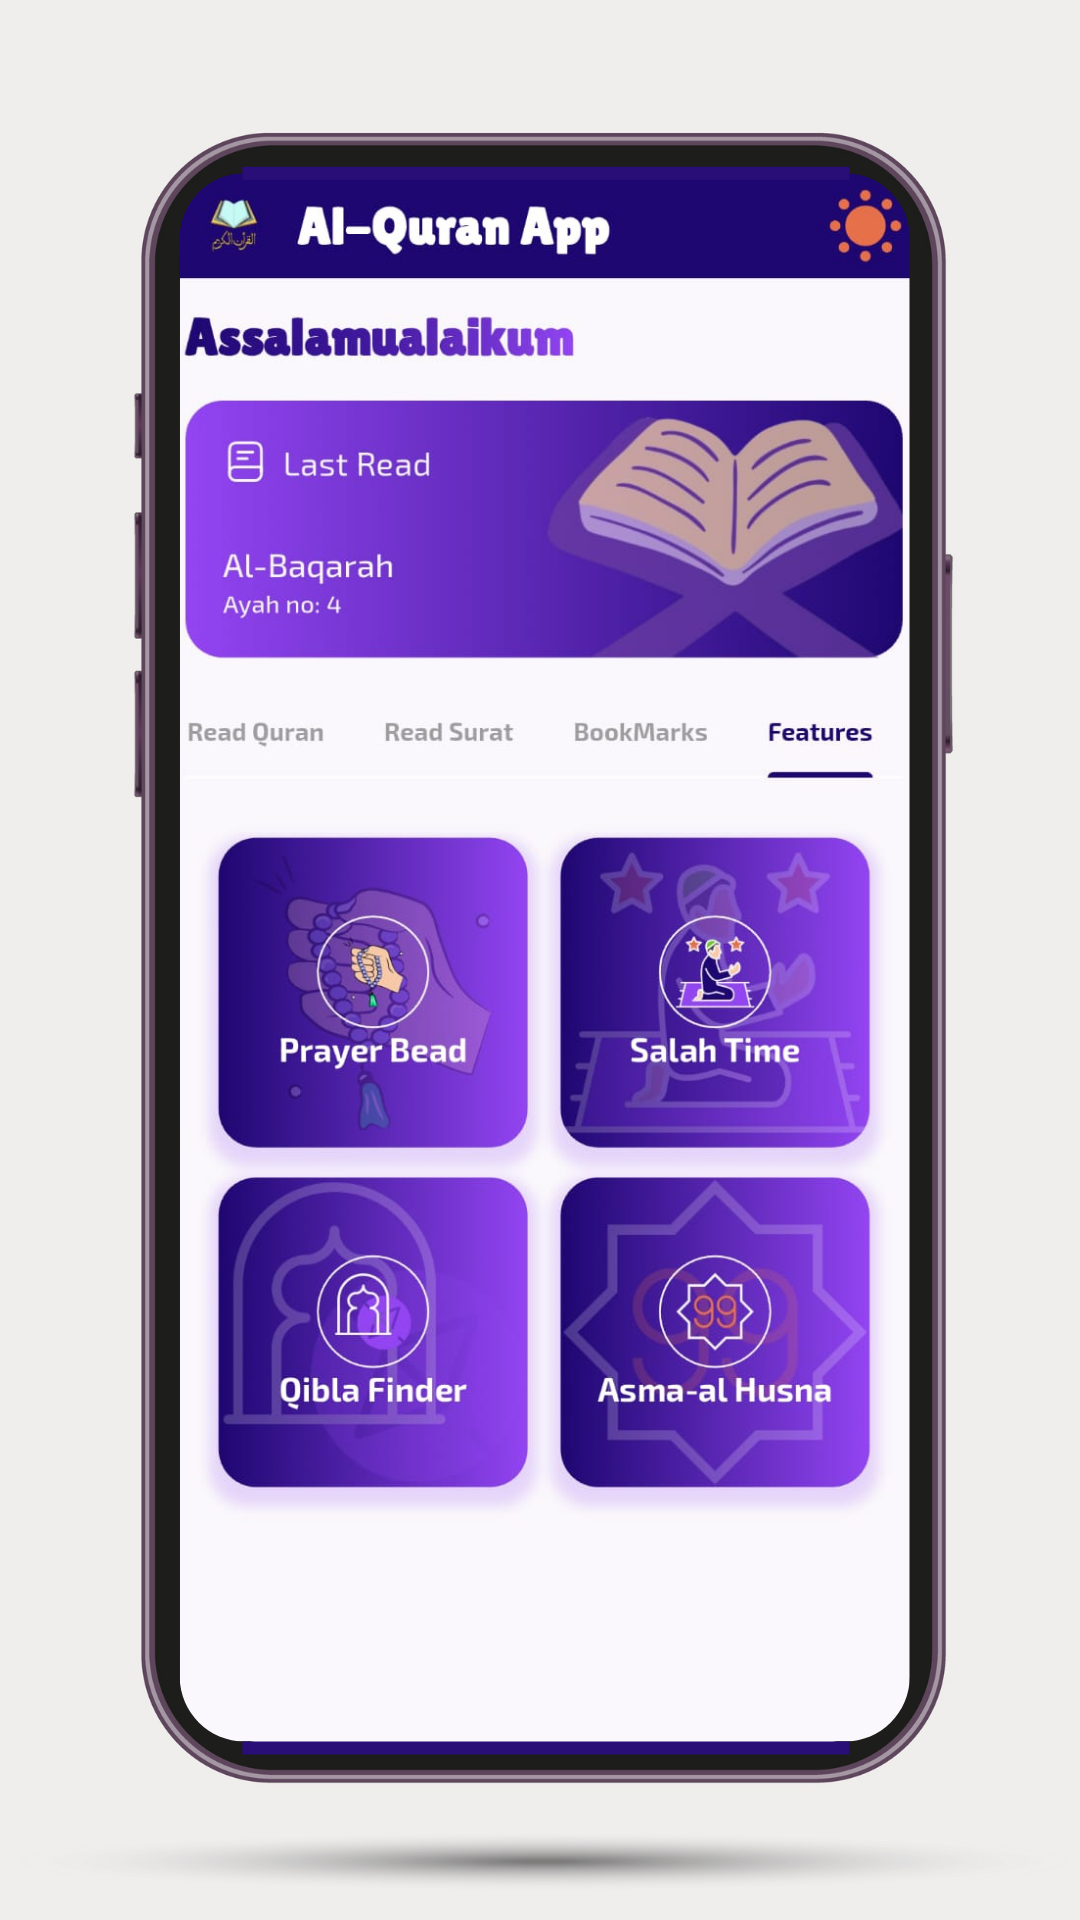 القرآن الكريم
Al-Quran App
Assalamualaikum
Last Read
Al-Baqarah
Ayah no: 4
Read Quran
Read Surat
BookMarks
Features
Prayer Bead
Salah Time
99
Qibla Finder
99
Asma-al Husna